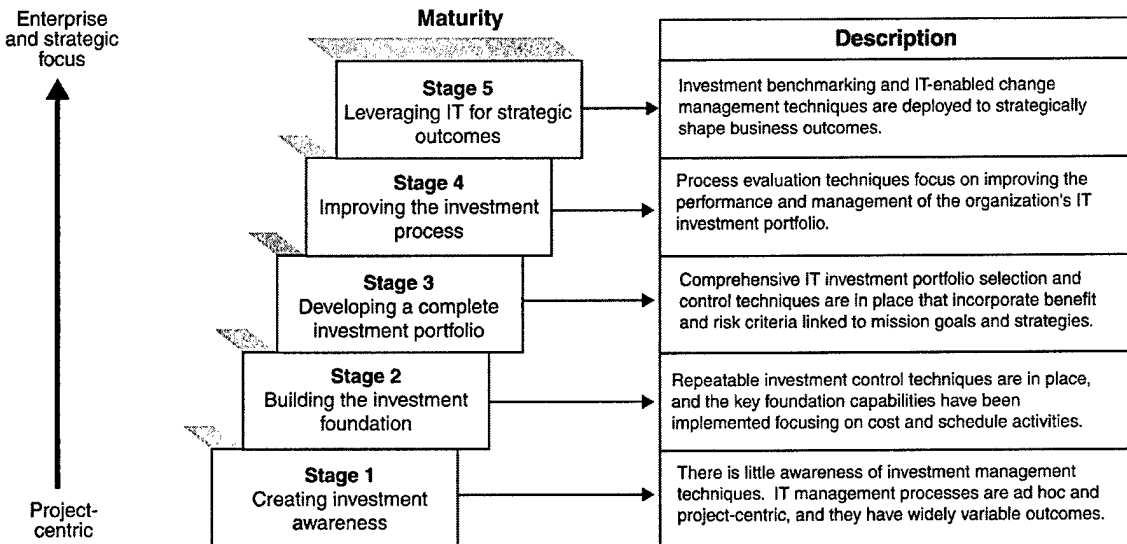 Enterprise
and strategic
focus
Maturity
Description
Stage 5
Leveraging IT for strategic
outcomes
Investment benchmarking and IT-enabled change
management techniques are deployed to strategically
shape business outcomes.
Stage 4
Improving the investment
process
Process evaluation techniques focus on improving the
performance and management of the organization's IT
investment portfolio.
Stage 3
Developing a complete
investment portfolio
Comprehensive IT investment portfolio selection and
control techniques are in place that incorporate benefit
and risk criteria linked to mission goals and strategies.
Stage 2
Building the investment
foundation
Repeatable investment control techniques are in place,
and the key foundation capabilities have been
implemented focusing on cost and schedule activities.
Stage 1
Creating investment
awareness
There is little awareness of investment management
techniques. IT management processes are ad hoc and
project-centric, and they have widely variable outcomes.
Project-
centric